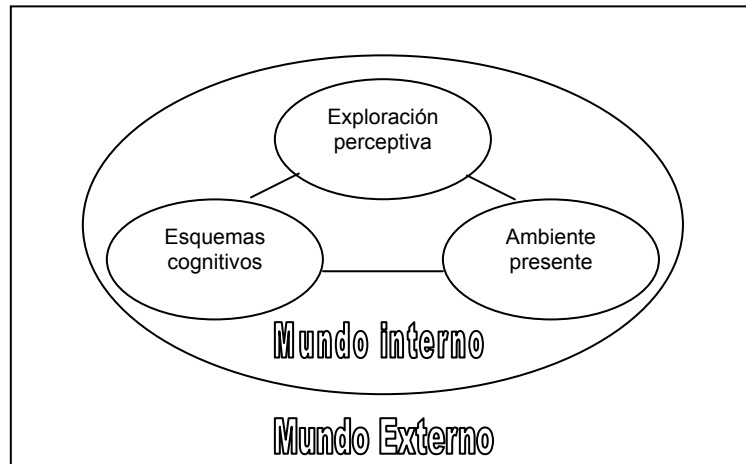 Exploración
perceptiva
Esquemas
cognitivos
Ambiente
presente
Mundo interno
Mundo Externo